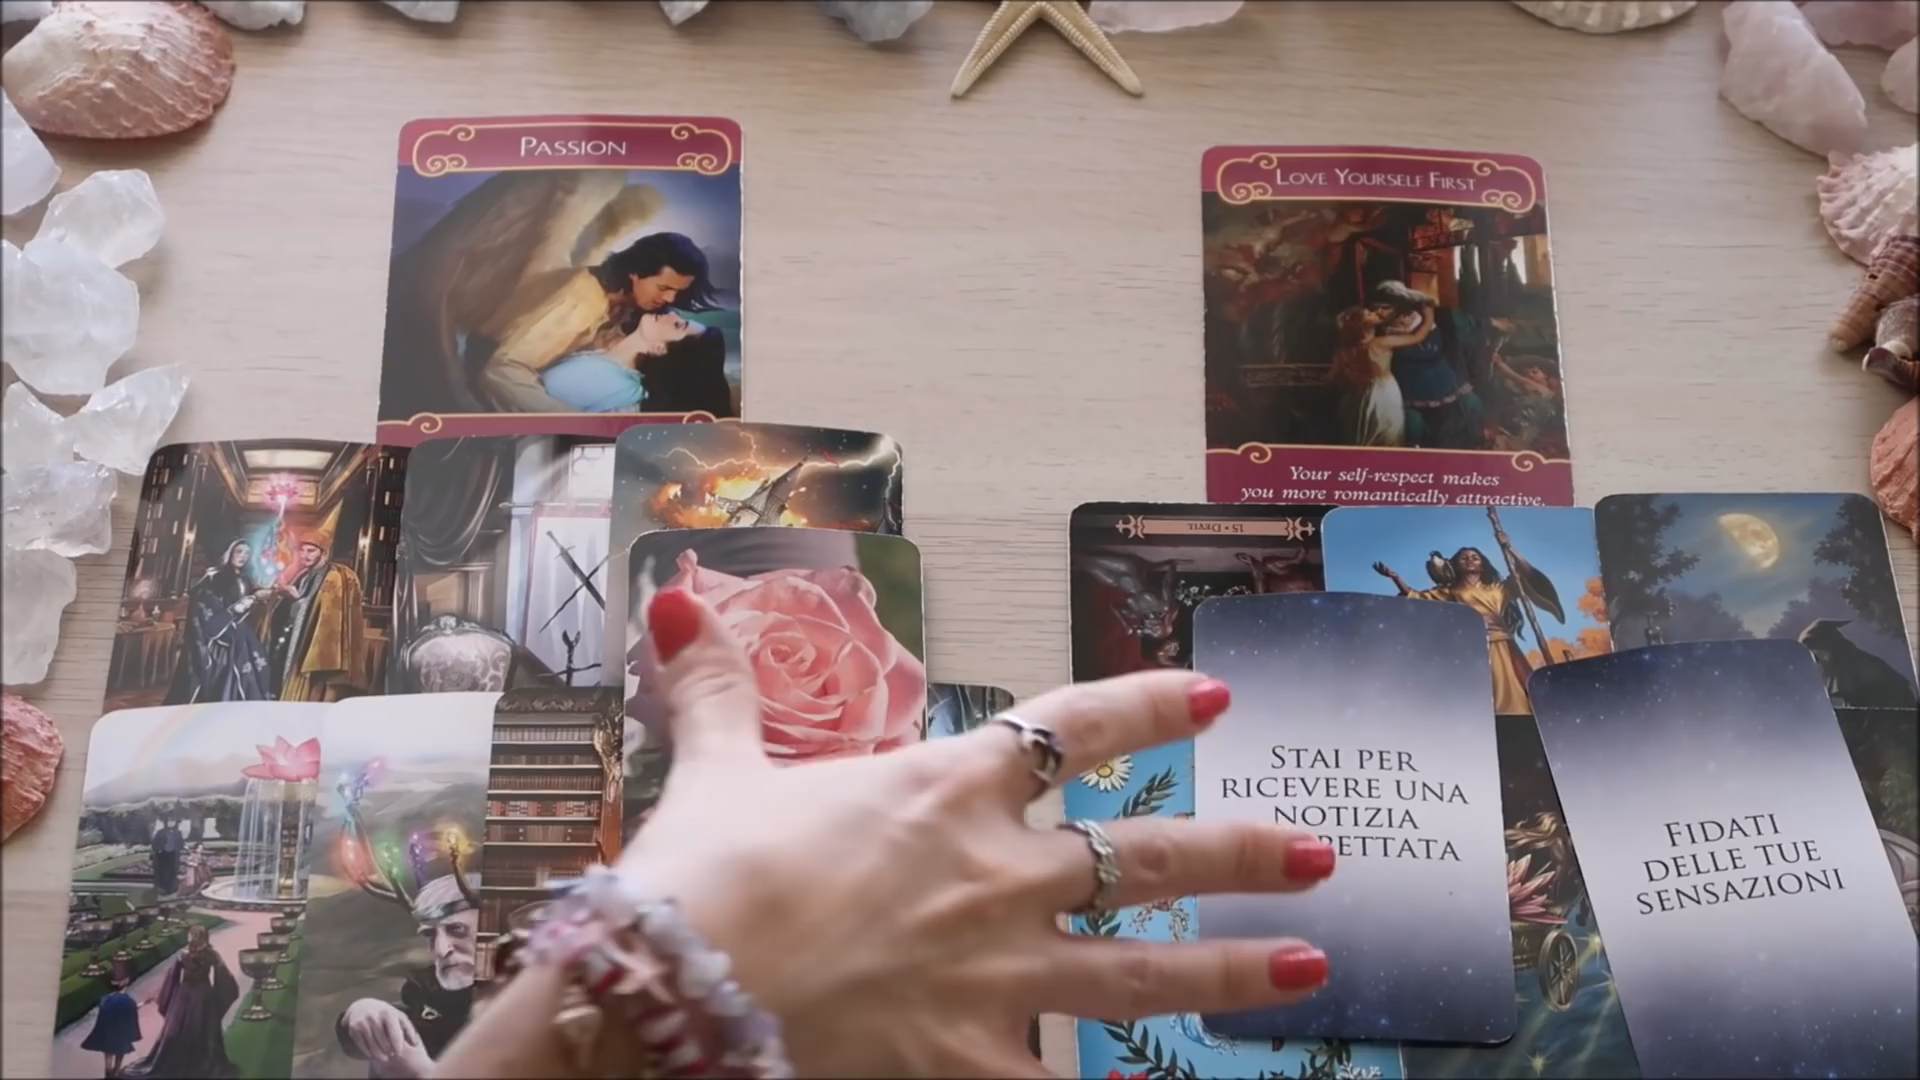 PASSION
LOVE YOURSELF FIRST
Your self-respect makes
you more romantically attractive.
15 • DEVIL
STAI PER
RICEVERE UNA
NOTIZIA
FIDATI
DELLE TUE
SENSAZIONI